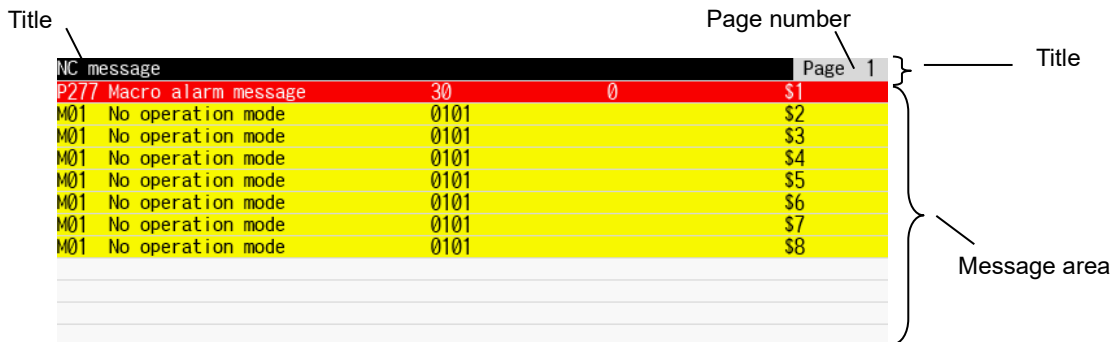 Title
Page number
NC message Page 1
Title
P277 Macro alarm message 30 0 $1
M01 No operation mode 0101 $2
M01 No operation mode 0101 $3
M01 No operation mode 0101 $4
M01 No operation mode 0101 $5
M01 No operation mode 0101 $6
M01 No operation mode 0101 $7
M01 No operation mode 0101 $8
Message area